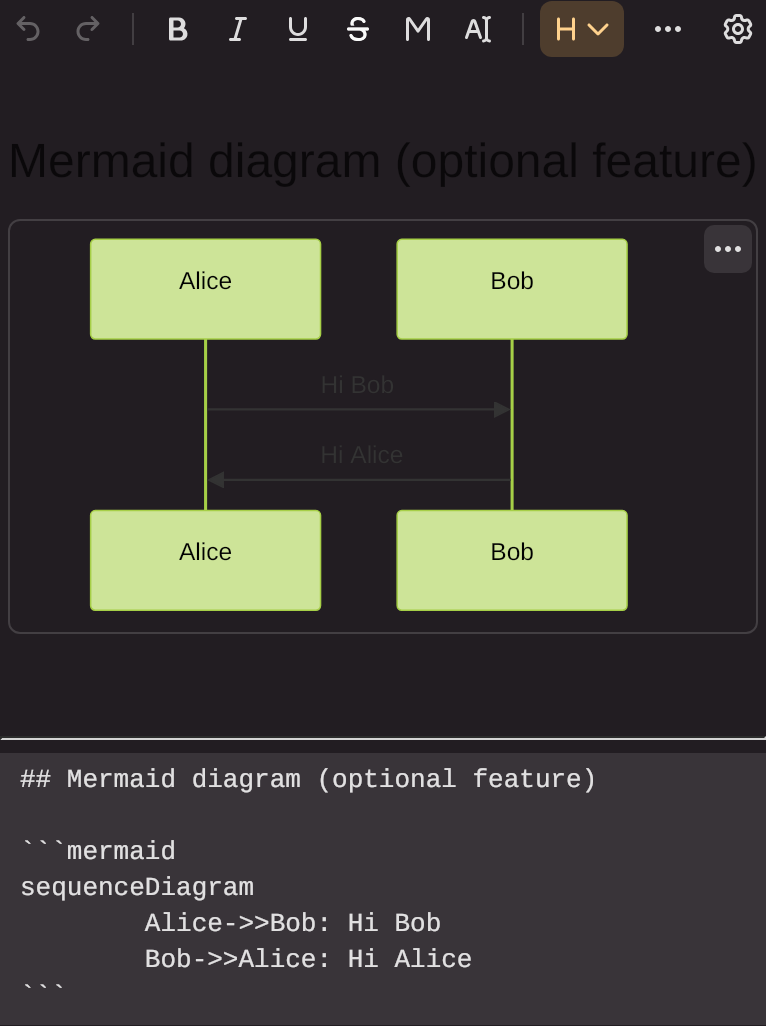 B I U S M AI
H
Mermaid diagram (optional feature)
Alice Bob
Hi Bob
Hi Alice
Alice Bob
## Mermaid diagram (optional feature)
```mermaid
sequenceDiagram
        Alice->>Bob: Hi Bob
        Bob->>Alice: Hi Alice
```